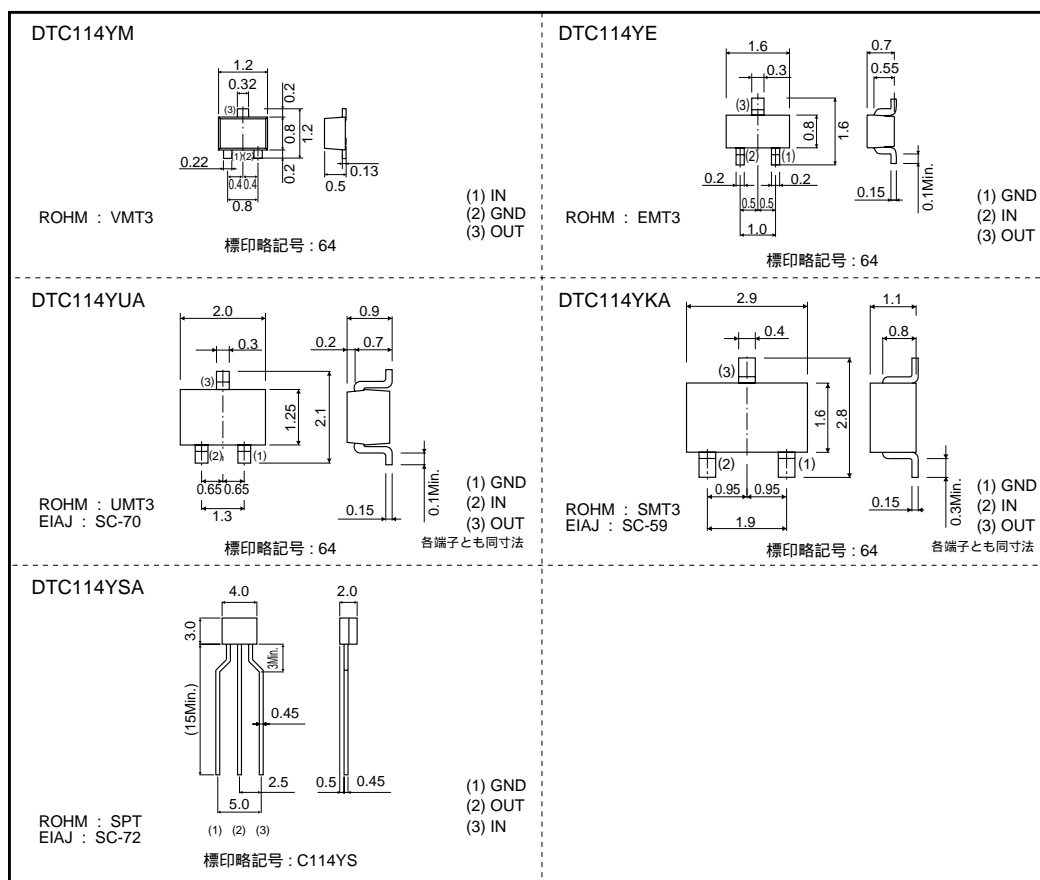 DTC114YM
1.2
0.32
0.2
(3)
0.8
1.2
(1) (2)
0.22
0.4 0.4
0.2
0.13
0.5
0.8
(1) IN
(2) GND
(3) OUT
ROHM : VMT3
標印略記号 : 64
DTC114YE
1.6
0.7
0.3
0.55
(3)
0.8
1.6
(2) (1)
0.2
0.2
0.15
0.1Min.
0.5 0.5
1.0
(1) GND
(2) IN
(3) OUT
ROHM : EMT3
標印略記号 : 64
DTC114YUA
2.0
0.9
0.3
0.2
0.7
(3)
1.25
2.1
(2) (1)
0.65 0.65
1.3
0.15
0.1Min.
(1) GND
(2) IN
(3) OUT
ROHM : UMT3
EIAJ : SC-70
各端子とも同寸法
標印略記号 : 64
DTC114YKA
2.9
1.1
0.4
0.8
(3)
1.6
2.8
(2) (1)
0.95 0.95
1.9
0.15
0.3Min.
(1) GND
(2) IN
(3) OUT
ROHM : SMT3
EIAJ : SC-59
各端子とも同寸法
標印略記号 : 64
DTC114YSA
4.0
2.0
3.0
3Min.
(15Min.)
0.45
2.5
0.5
0.45
5.0
(1) (2) (3)
(1) GND
(2) OUT
(3) IN
ROHM : SPT
EIAJ : SC-72
標印略記号 : C114YS